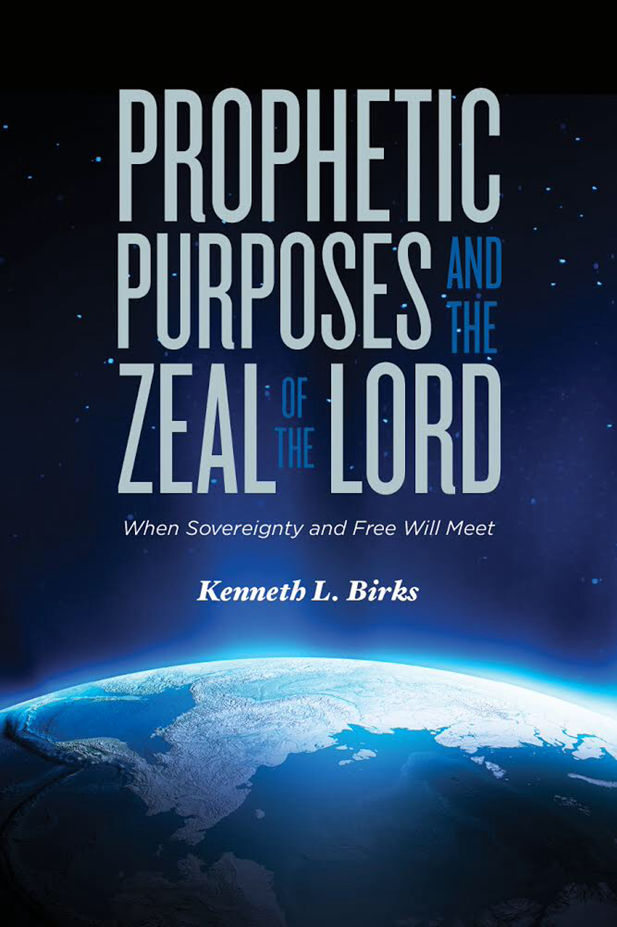 PROPHETIC
PURPOSES AND THE
ZEAL OF THE LORD
When Sovereignty and Free Will Meet
Kenneth L. Birks